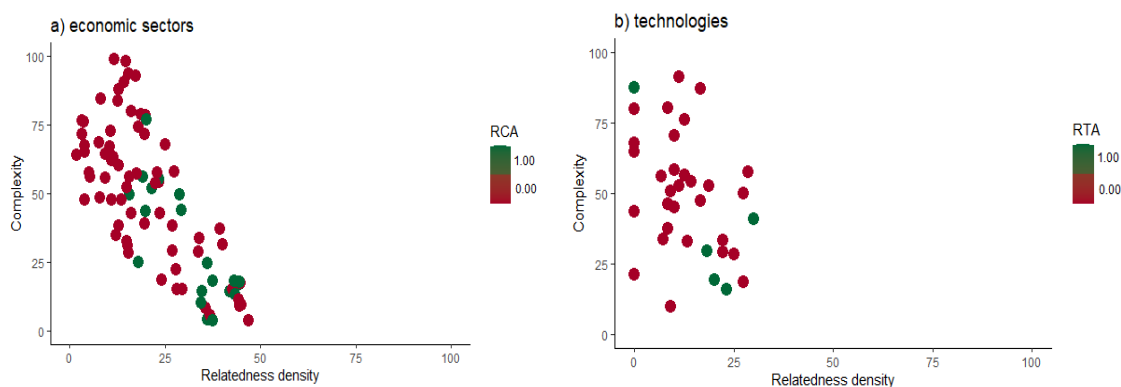 a) economic sectors
100
75
50
25
0
Complexity
0 25 50 75 100
Relatedness density
RCA
1.00
0.00
b) technologies
100
75
50
25
0
Complexity
0 25 50 75 100
Relatedness density
RTA
1.00
0.00